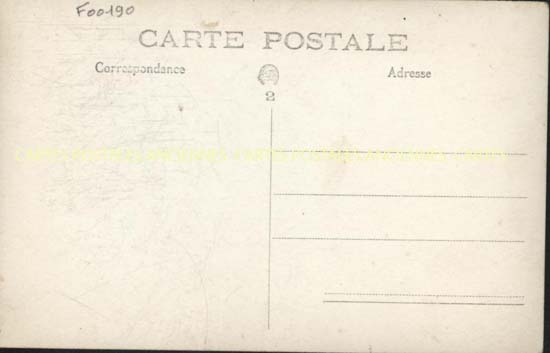 F00190
CARTE POSTALE
Correspondance
Adresse
2